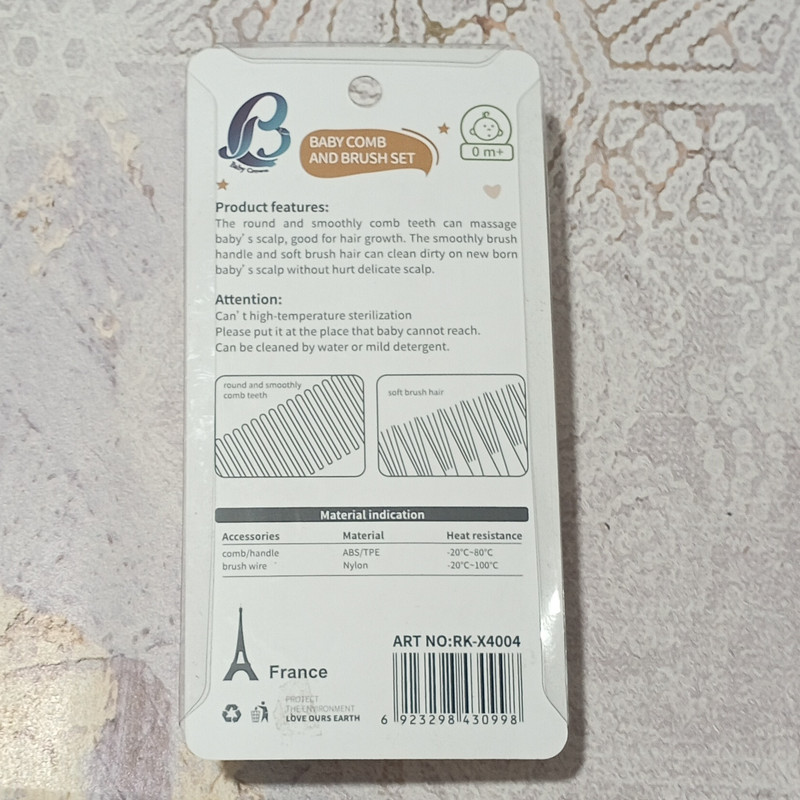 B
Baby Crown
BABY COMB
AND BRUSH SET
0 m+
Product features:
The round and smoothly comb teeth can massage
baby's scalp, good for hair growth. The smoothly brush
handle and soft brush hair can clean dirty on new born
baby's scalp without hurt delicate scalp.
Attention:
Can't high-temperature sterilization
Please put it at the place that baby cannot reach.
Can be cleaned by water or mild detergent.
round and smoothly
comb teeth
soft brush hair
Material indication
Accessories Material Heat resistance
comb/handle ABS/TPE -20°C~80°C
brush wire Nylon -20°C~100°C
ART NO:RK-X4004
France
PROTECT
THE ENVIRONMENT
LOVE OURS EARTH
6 923298 430998